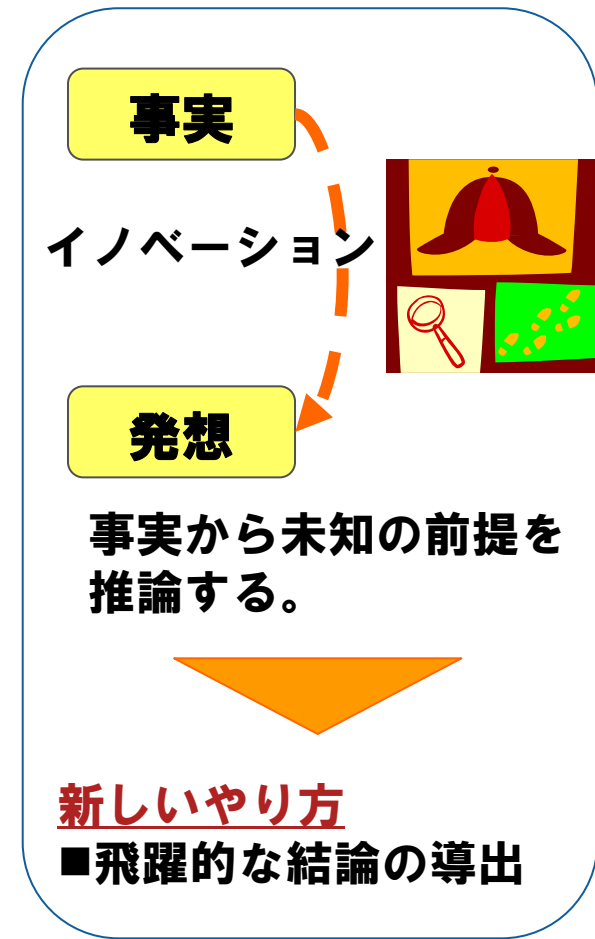 事実
イノベーション
発想
事実から未知の前提を
推論する。
新しいやり方
■飛躍的な結論の導出